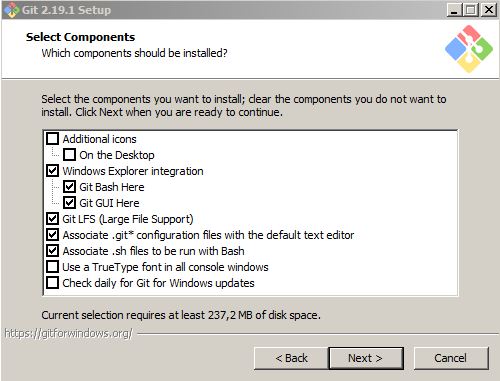 Git 2.19.1 Setup
Select Components
Which components should be installed?
Select the components you want to install; clear the components you do not want to
install. Click Next when you are ready to continue.
Additional icons
On the Desktop
Windows Explorer integration
Git Bash Here
Git GUI Here
Git LFS (Large File Support)
Associate .git* configuration files with the default text editor
Associate .sh files to be run with Bash
Use a TrueType font in all console windows
Check daily for Git for Windows updates
Current selection requires at least 237,2 MB of disk space.
https://gitforwindows.org/
< Back
Next >
Cancel